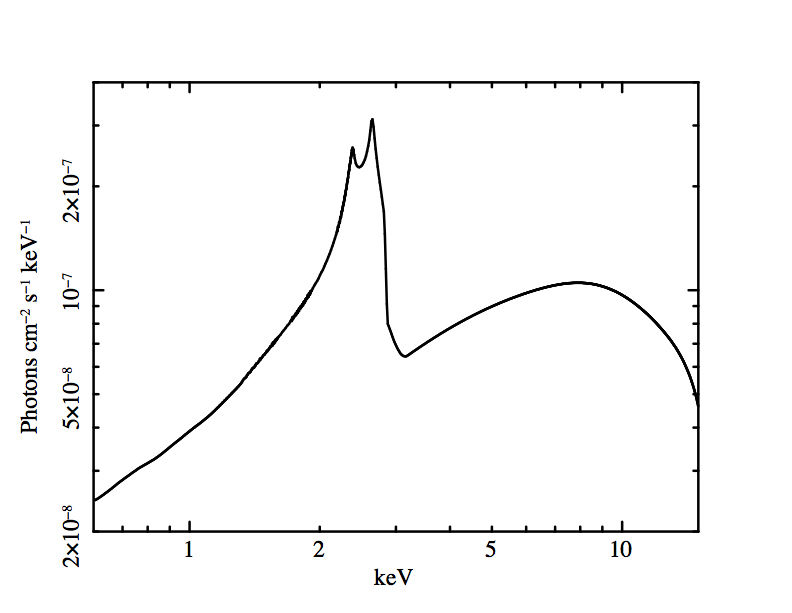 Photons cm⁻² s⁻¹ keV⁻¹
2×10⁻⁷
10⁻⁷
5×10⁻⁸
2×10⁻⁸
1 2 5 10
keV